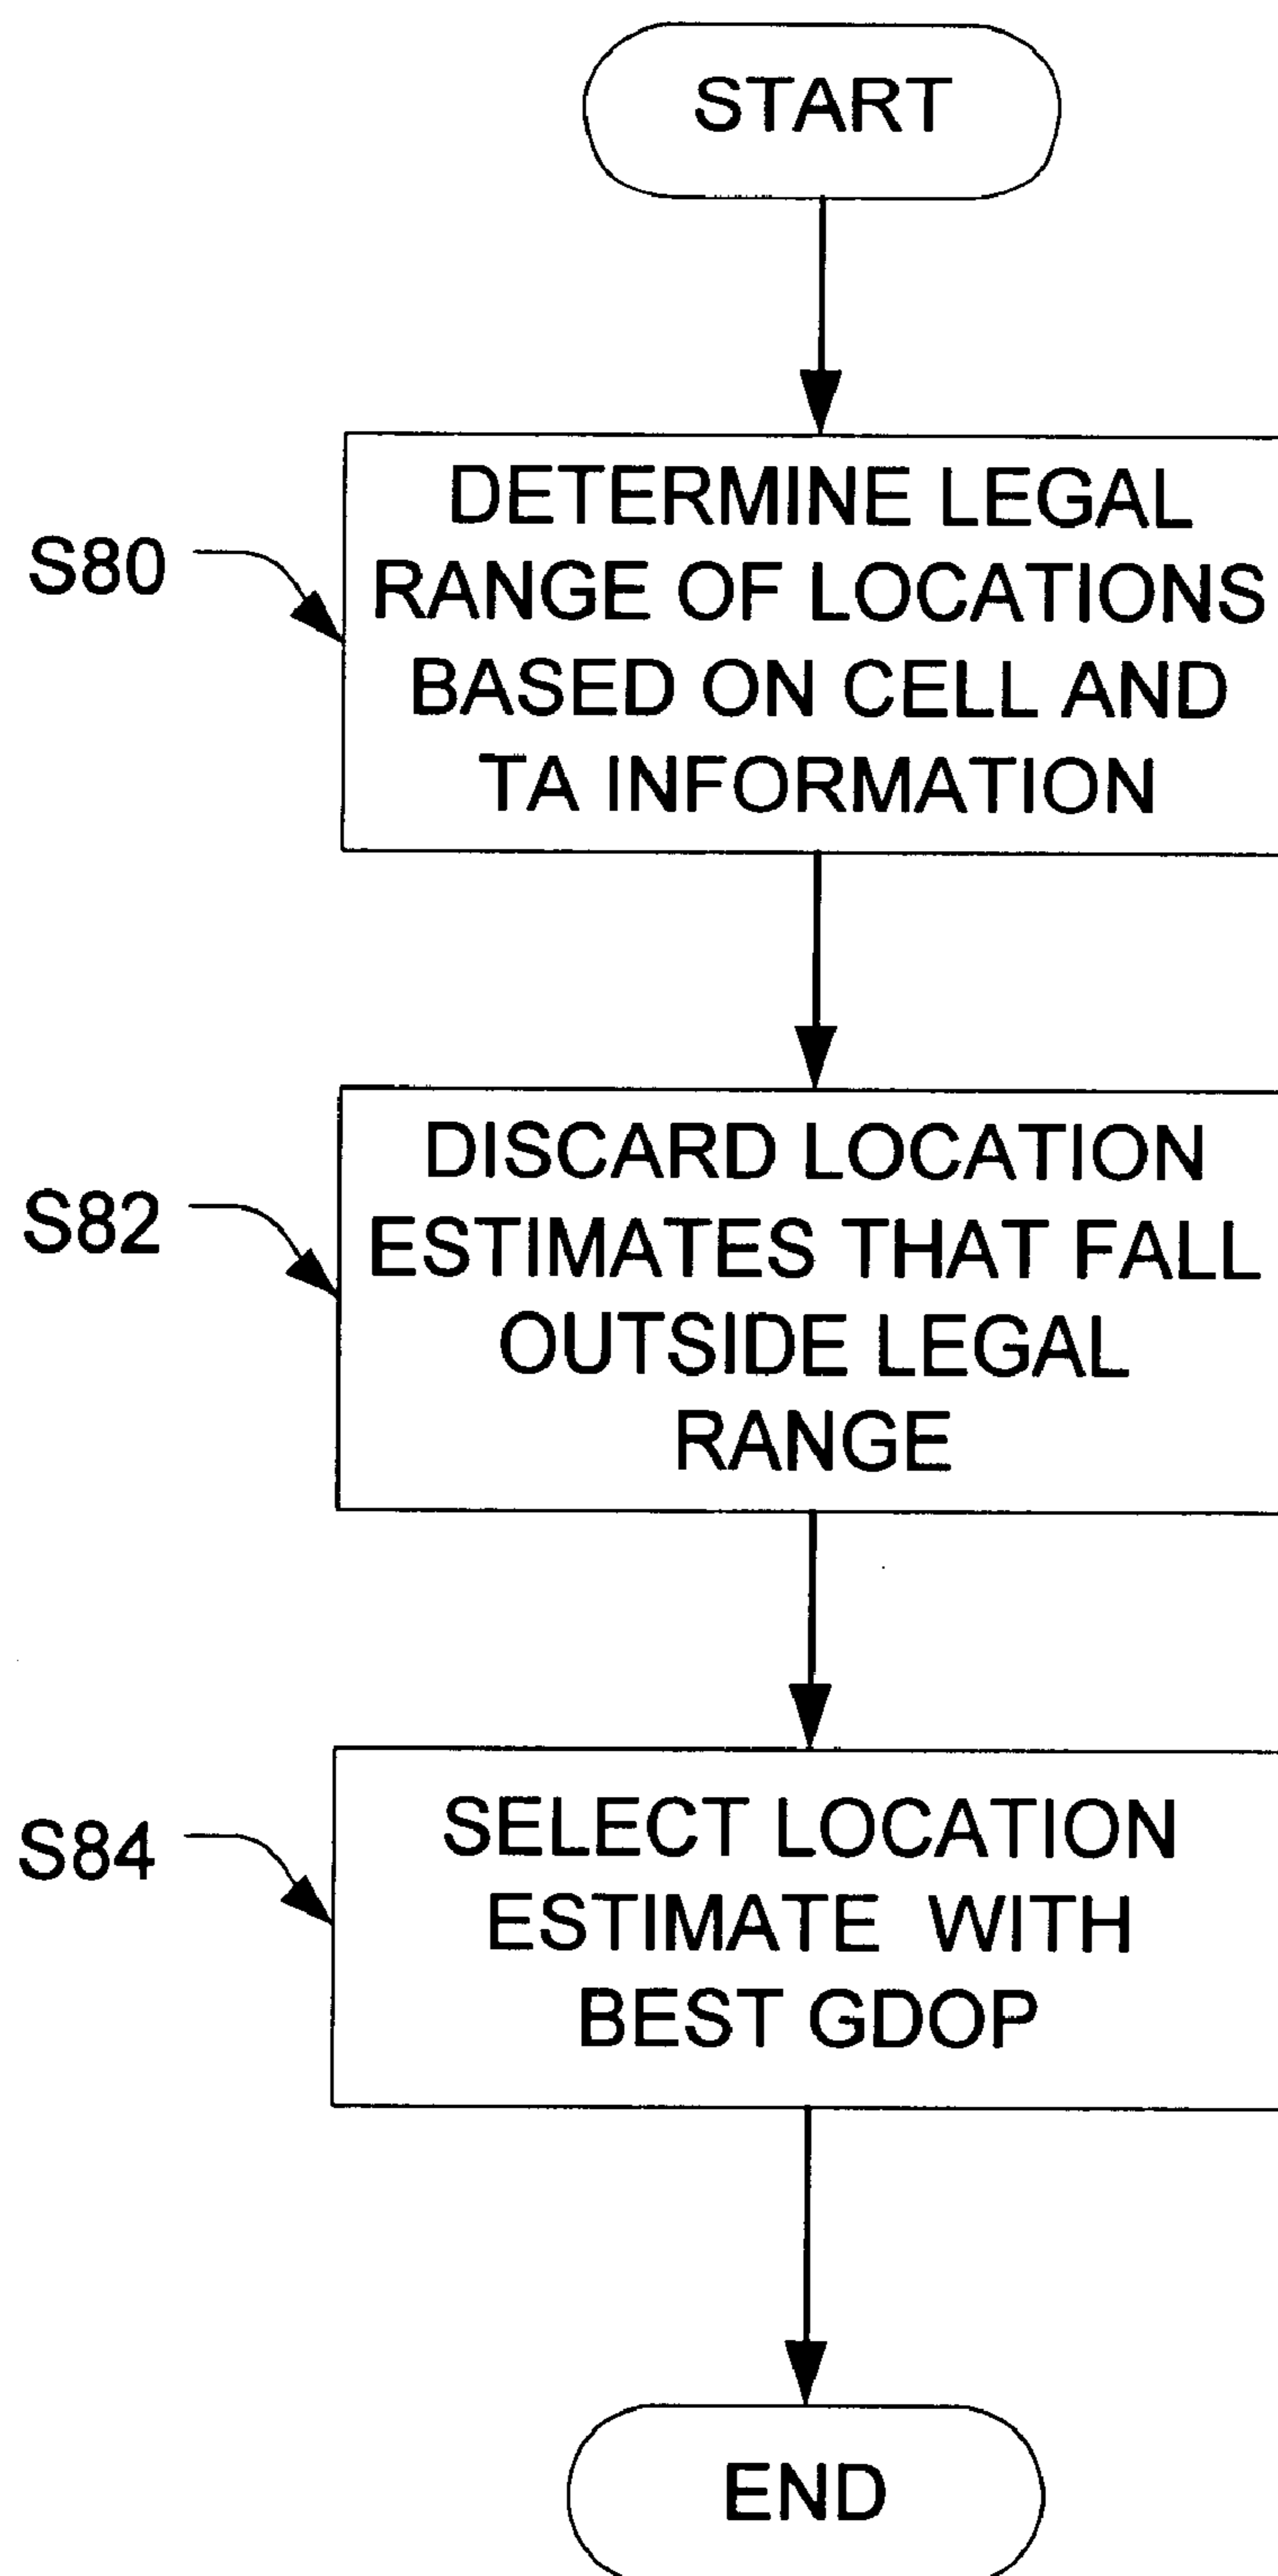 START
S80
DETERMINE LEGAL
RANGE OF LOCATIONS
BASED ON CELL AND
TA INFORMATION
S82
DISCARD LOCATION
ESTIMATES THAT FALL
OUTSIDE LEGAL
RANGE
S84
SELECT LOCATION
ESTIMATE WITH
BEST GDOP
END